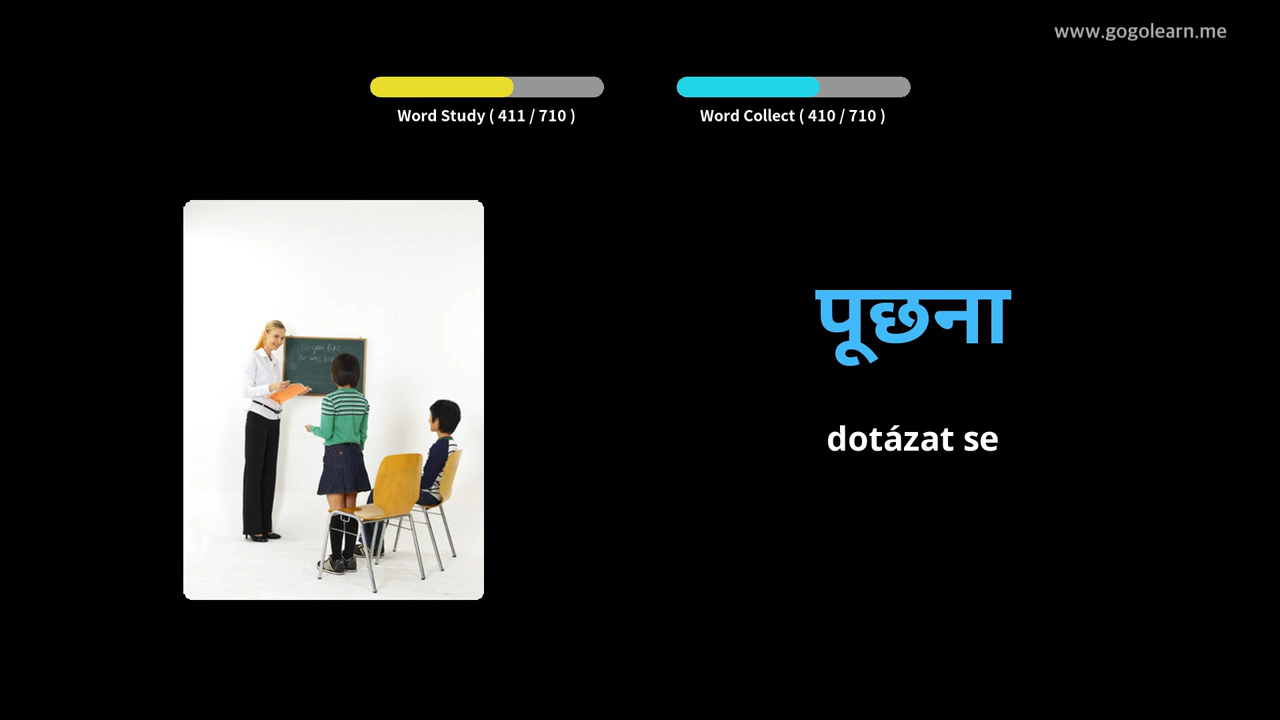 www.gogolearn.me
Word Study ( 411 / 710 )
Word Collect ( 410 / 710 )
पूछना
dotázat se